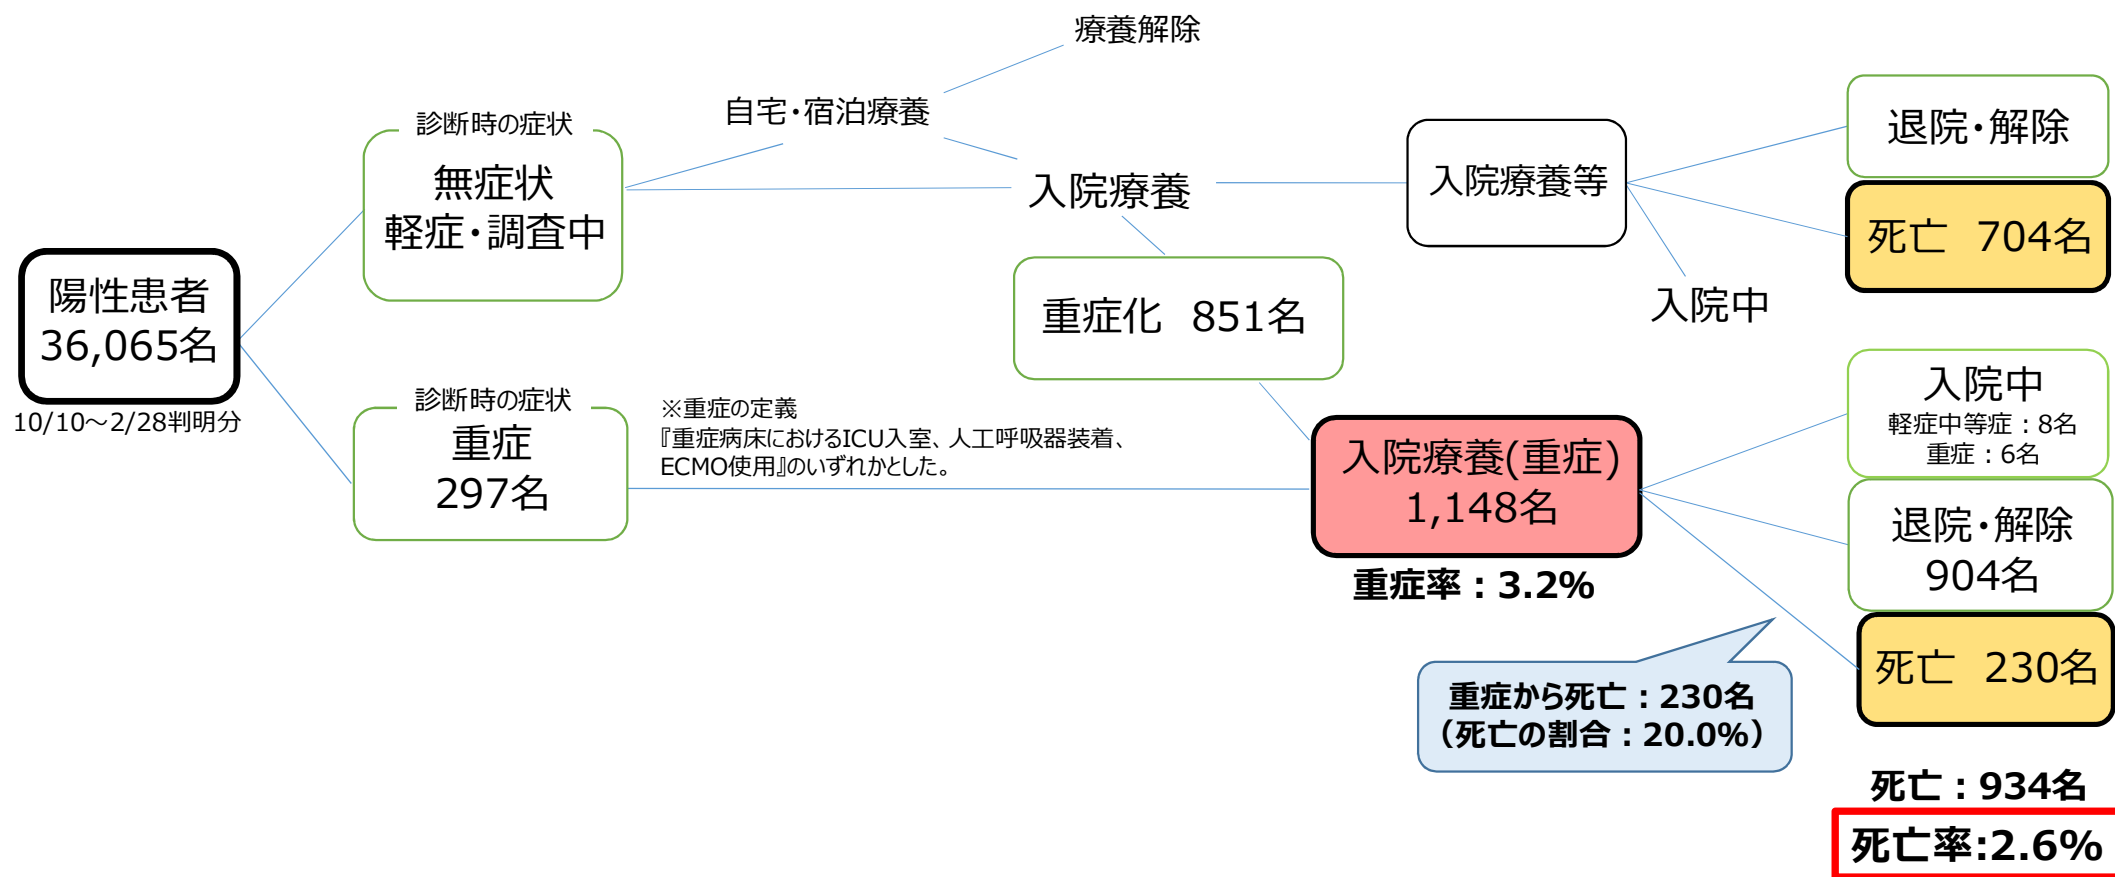 療養解除
自宅・宿泊療養
診断時の症状
無症状
軽症・調査中
入院療養
入院療養等
退院・解除
死亡 704名
入院中
陽性患者
36,065名
10/10～2/28判明分
重症化 851名
診断時の症状
重症
297名
※重症の定義
『重症病床におけるICU入室、人工呼吸器装着、
ECMO使用』のいずれかとした。
入院療養(重症)
1,148名
重症率：3.2%
入院中
軽症中等症：8名
重症：6名
退院・解除
904名
死亡 230名
重症から死亡：230名
（死亡の割合：20.0%）
死亡：934名
死亡率:2.6%